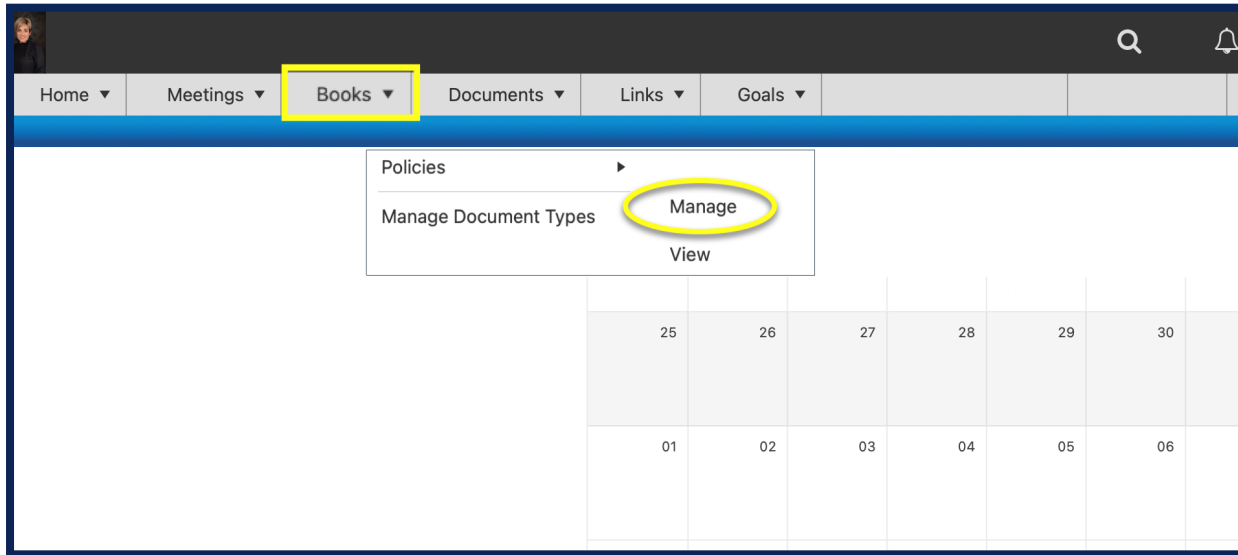 Home ▼ Meetings ▼ Books ▼ Documents ▼ Links ▼ Goals ▼
Policies ▶
Manage Document Types
Manage
View
25 26 27 28 29 30
01 02 03 04 05 06